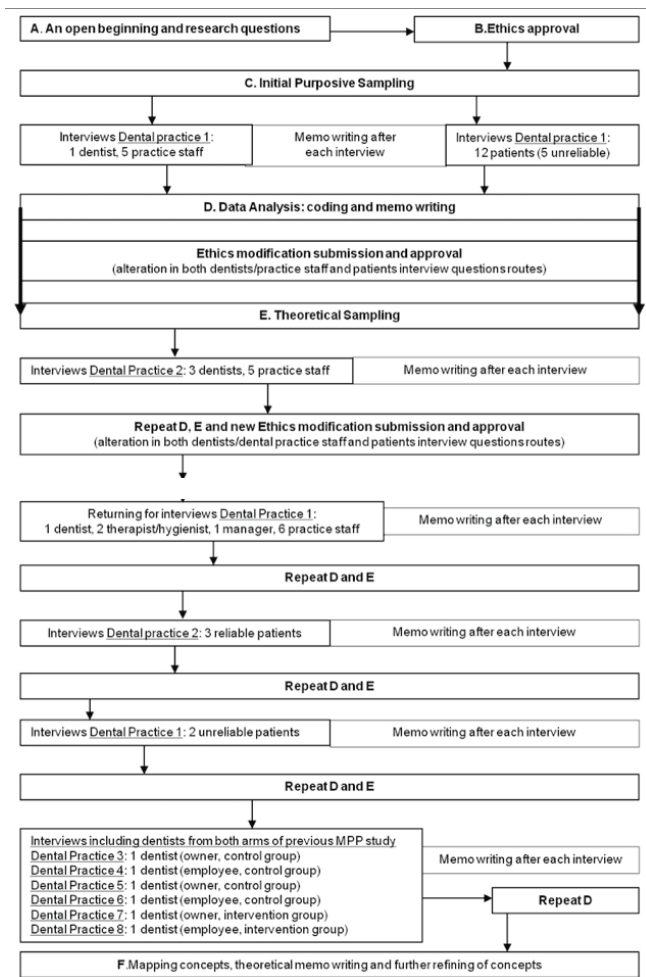 A. An open beginning and research questions
B.Ethics approval
C. Initial Purposive Sampling
Interviews Dental practice 1:
1 dentist, 5 practice staff
Memo writing after
each interview
Interviews Dental practice 1:
12 patients (5 unreliable)
D. Data Analysis: coding and memo writing
Ethics modification submission and approval
(alteration in both dentists/practice staff and patients interview questions routes)
E. Theoretical Sampling
Interviews Dental Practice 2: 3 dentists, 5 practice staff
Memo writing after each interview
Repeat D, E and new Ethics modification submission and approval
(alteration in both dentists/dental practice staff and patients interview questions routes)
Returning for interviews Dental Practice 1:
1 dentist, 2 therapist/hygienist, 1 manager, 6 practice staff
Memo writing after each interview
Repeat D and E
Interviews Dental practice 2: 3 reliable patients
Memo writing after each interview
Repeat D and E
Interviews Dental Practice 1: 2 unreliable patients
Memo writing after each interview
Repeat D and E
Interviews including dentists from both arms of previous MPP study
Dental Practice 3: 1 dentist (owner, control group)
Dental Practice 4: 1 dentist (employee, control group)
Dental Practice 5: 1 dentist (owner, control group)
Dental Practice 6: 1 dentist (employee, control group)
Dental Practice 7: 1 dentist (owner, intervention group)
Dental Practice 8: 1 dentist (employee, intervention group)
Memo writing after each interview
Repeat D
F.Mapping concepts, theoretical memo writing and further refining of concepts